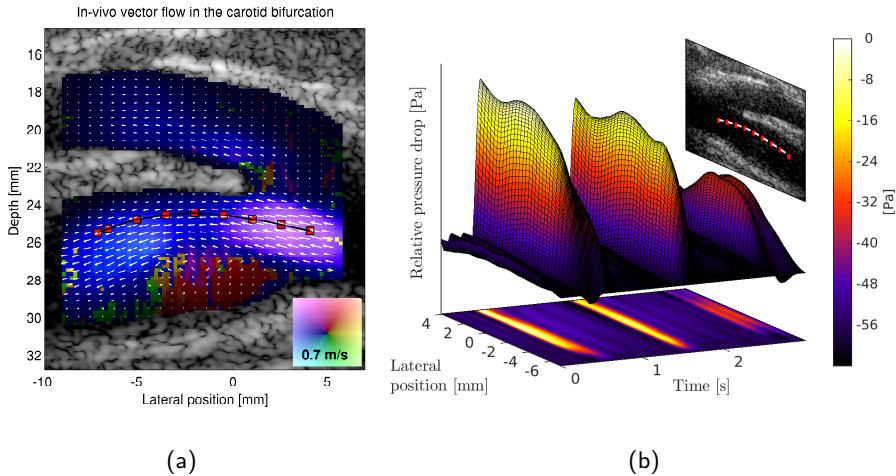 In-vivo vector flow in the carotid bifurcation
16
18
20
22
24
26
28
30
32
Depth [mm]
-10
-5
0
5
Lateral position [mm]
0.7 m/s
(a)
Relative pressure drop [Pa]
4
2
0
-2
-4
-6
Lateral
position [mm]
0
1
2
Time [s]
0
-8
-16
-24
-32
-40
-48
-56
[Pa]
(b)